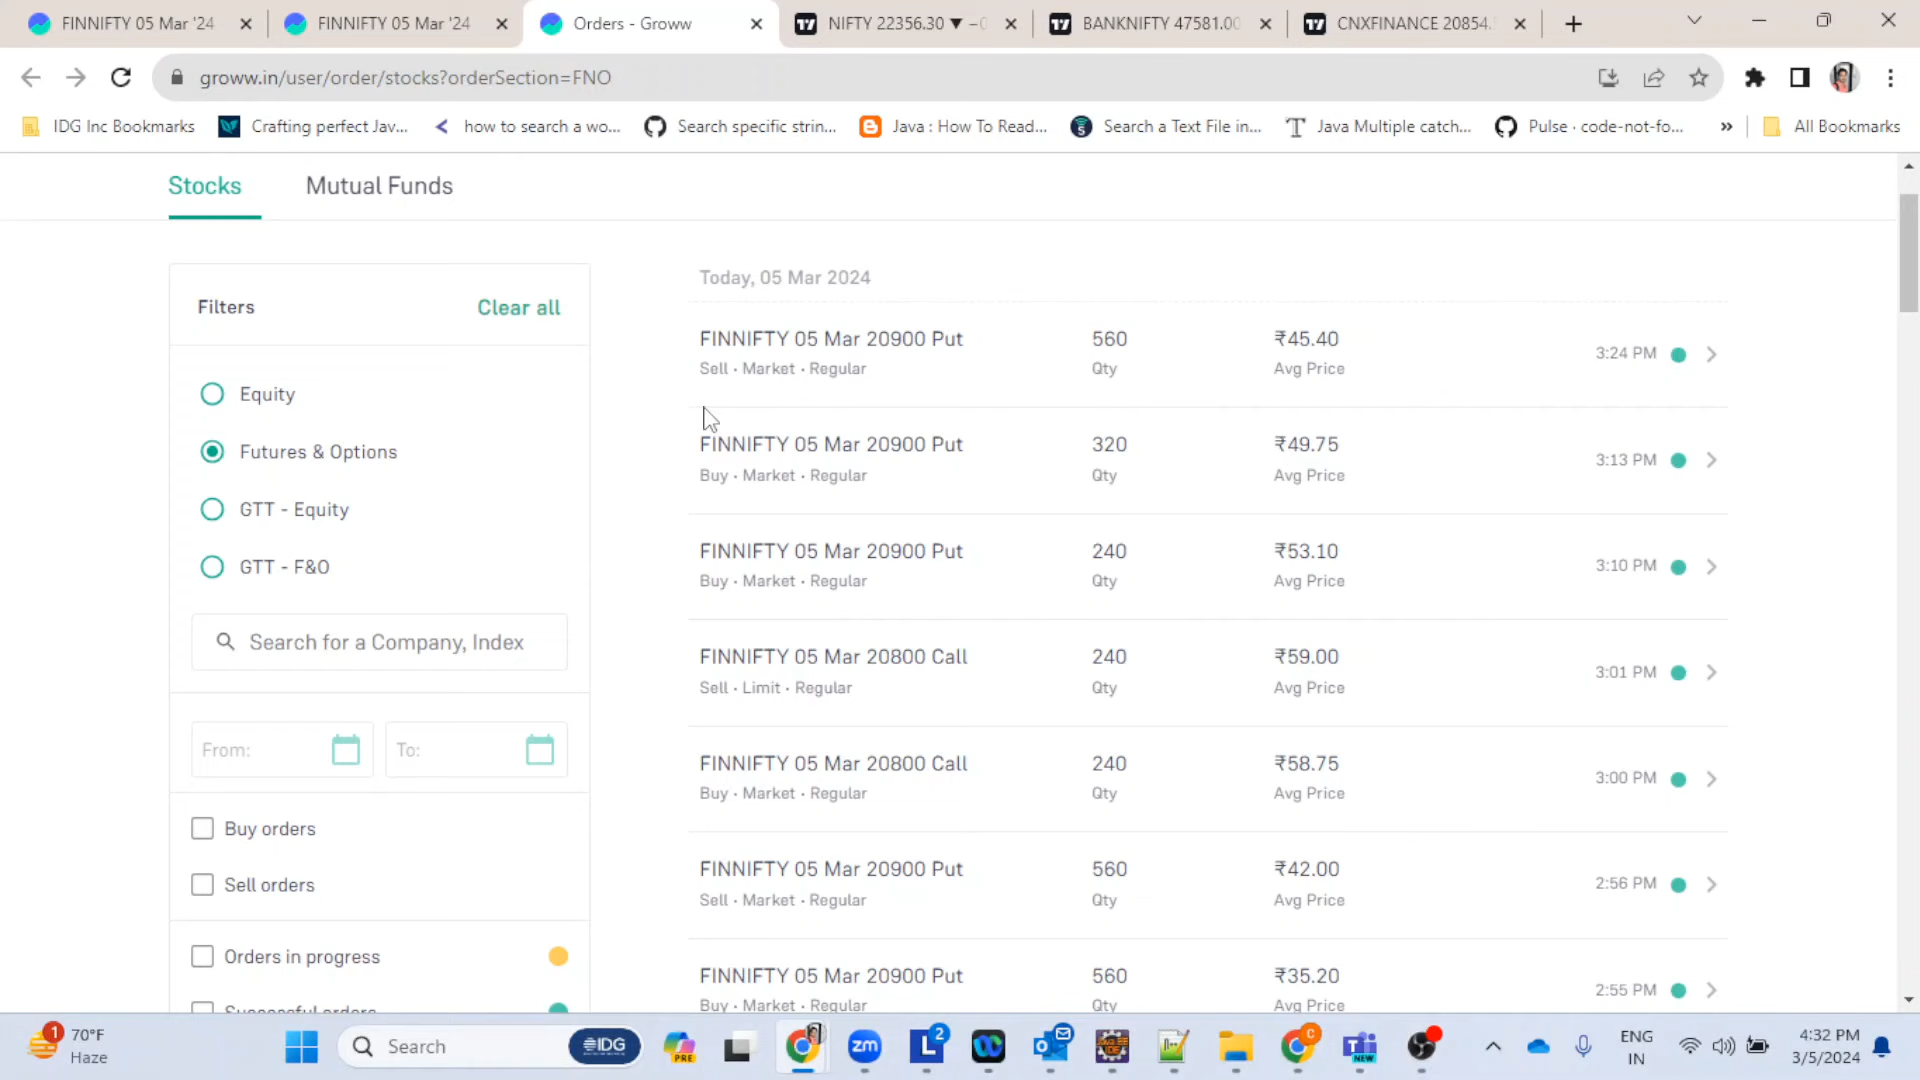 FINNIFTY 05 Mar '24
FINNIFTY 05 Mar '24
Orders - Groww
NIFTY 22356.30 ▼ −0
BANKNIFTY 47581.00
CNXFINANCE 20854.
groww.in/user/order/stocks?orderSection=FNO
IDG Inc Bookmarks
Crafting perfect Jav...
how to search a wo...
Search specific strin...
Java : How To Read...
Search a Text File in...
Java Multiple catch...
Pulse · code-not-fo...
»
All Bookmarks
Stocks
Mutual Funds
Filters
Clear all
Equity
Futures & Options
GTT - Equity
GTT - F&O
Search for a Company, Index
From:
To:
Buy orders
Sell orders
Orders in progress
Successful orders
Today, 05 Mar 2024
FINNIFTY 05 Mar 20900 Put 560 ₹45.40 3:24 PM
Sell · Market · Regular Qty Avg Price
FINNIFTY 05 Mar 20900 Put 320 ₹49.75 3:13 PM
Buy · Market · Regular Qty Avg Price
FINNIFTY 05 Mar 20900 Put 240 ₹53.10 3:10 PM
Buy · Market · Regular Qty Avg Price
FINNIFTY 05 Mar 20800 Call 240 ₹59.00 3:01 PM
Sell · Limit · Regular Qty Avg Price
FINNIFTY 05 Mar 20800 Call 240 ₹58.75 3:00 PM
Buy · Market · Regular Qty Avg Price
FINNIFTY 05 Mar 20900 Put 560 ₹42.00 2:56 PM
Sell · Market · Regular Qty Avg Price
FINNIFTY 05 Mar 20900 Put 560 ₹35.20 2:55 PM
Buy · Market · Regular Qty Avg Price
1
70°F
Haze
Search
IDG
PRE
zm
L
2
C
NEW
ENG
IN
4:32 PM
3/5/2024